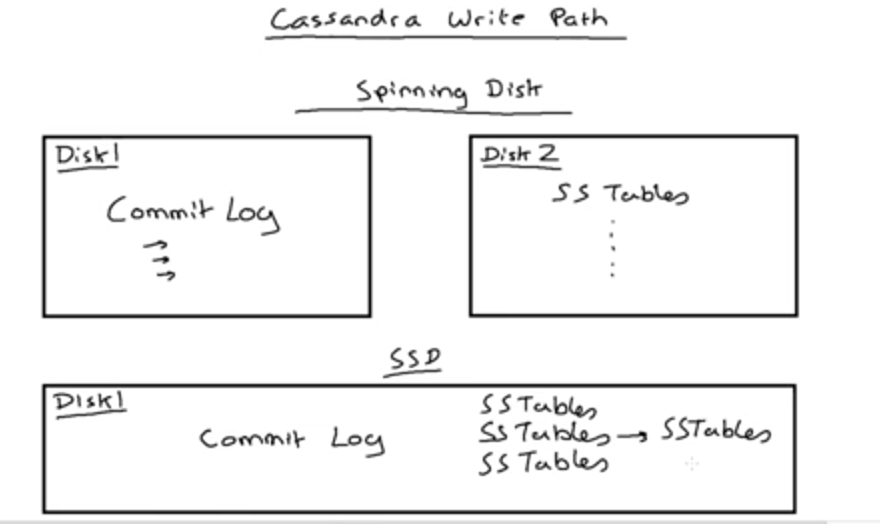 Cassandra Write Path
Spinning Disk
Disk1
Commit Log
→
→
→
Disk 2
SS Tables
SSD
Disk1
Commit Log
SS Tables
SS Tables → SSTables
SS Tables